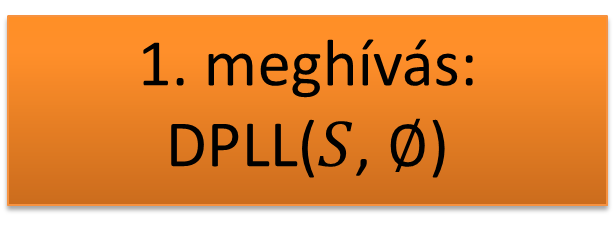 1. meghívás:
DPLL(𝑆, ∅)